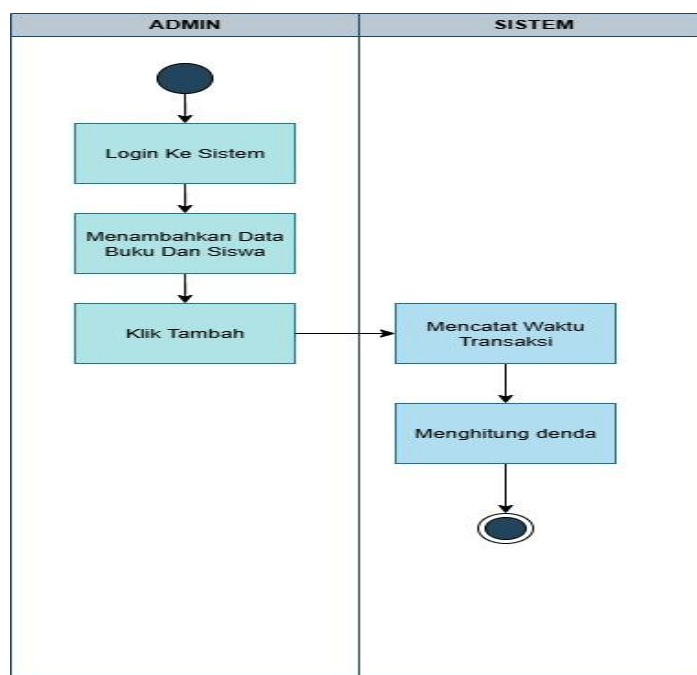 ADMIN
SISTEM
Login Ke Sistem
Menambahkan Data
Buku Dan Siswa
Klik Tambah
Mencatat Waktu
Transaksi
Menghitung denda